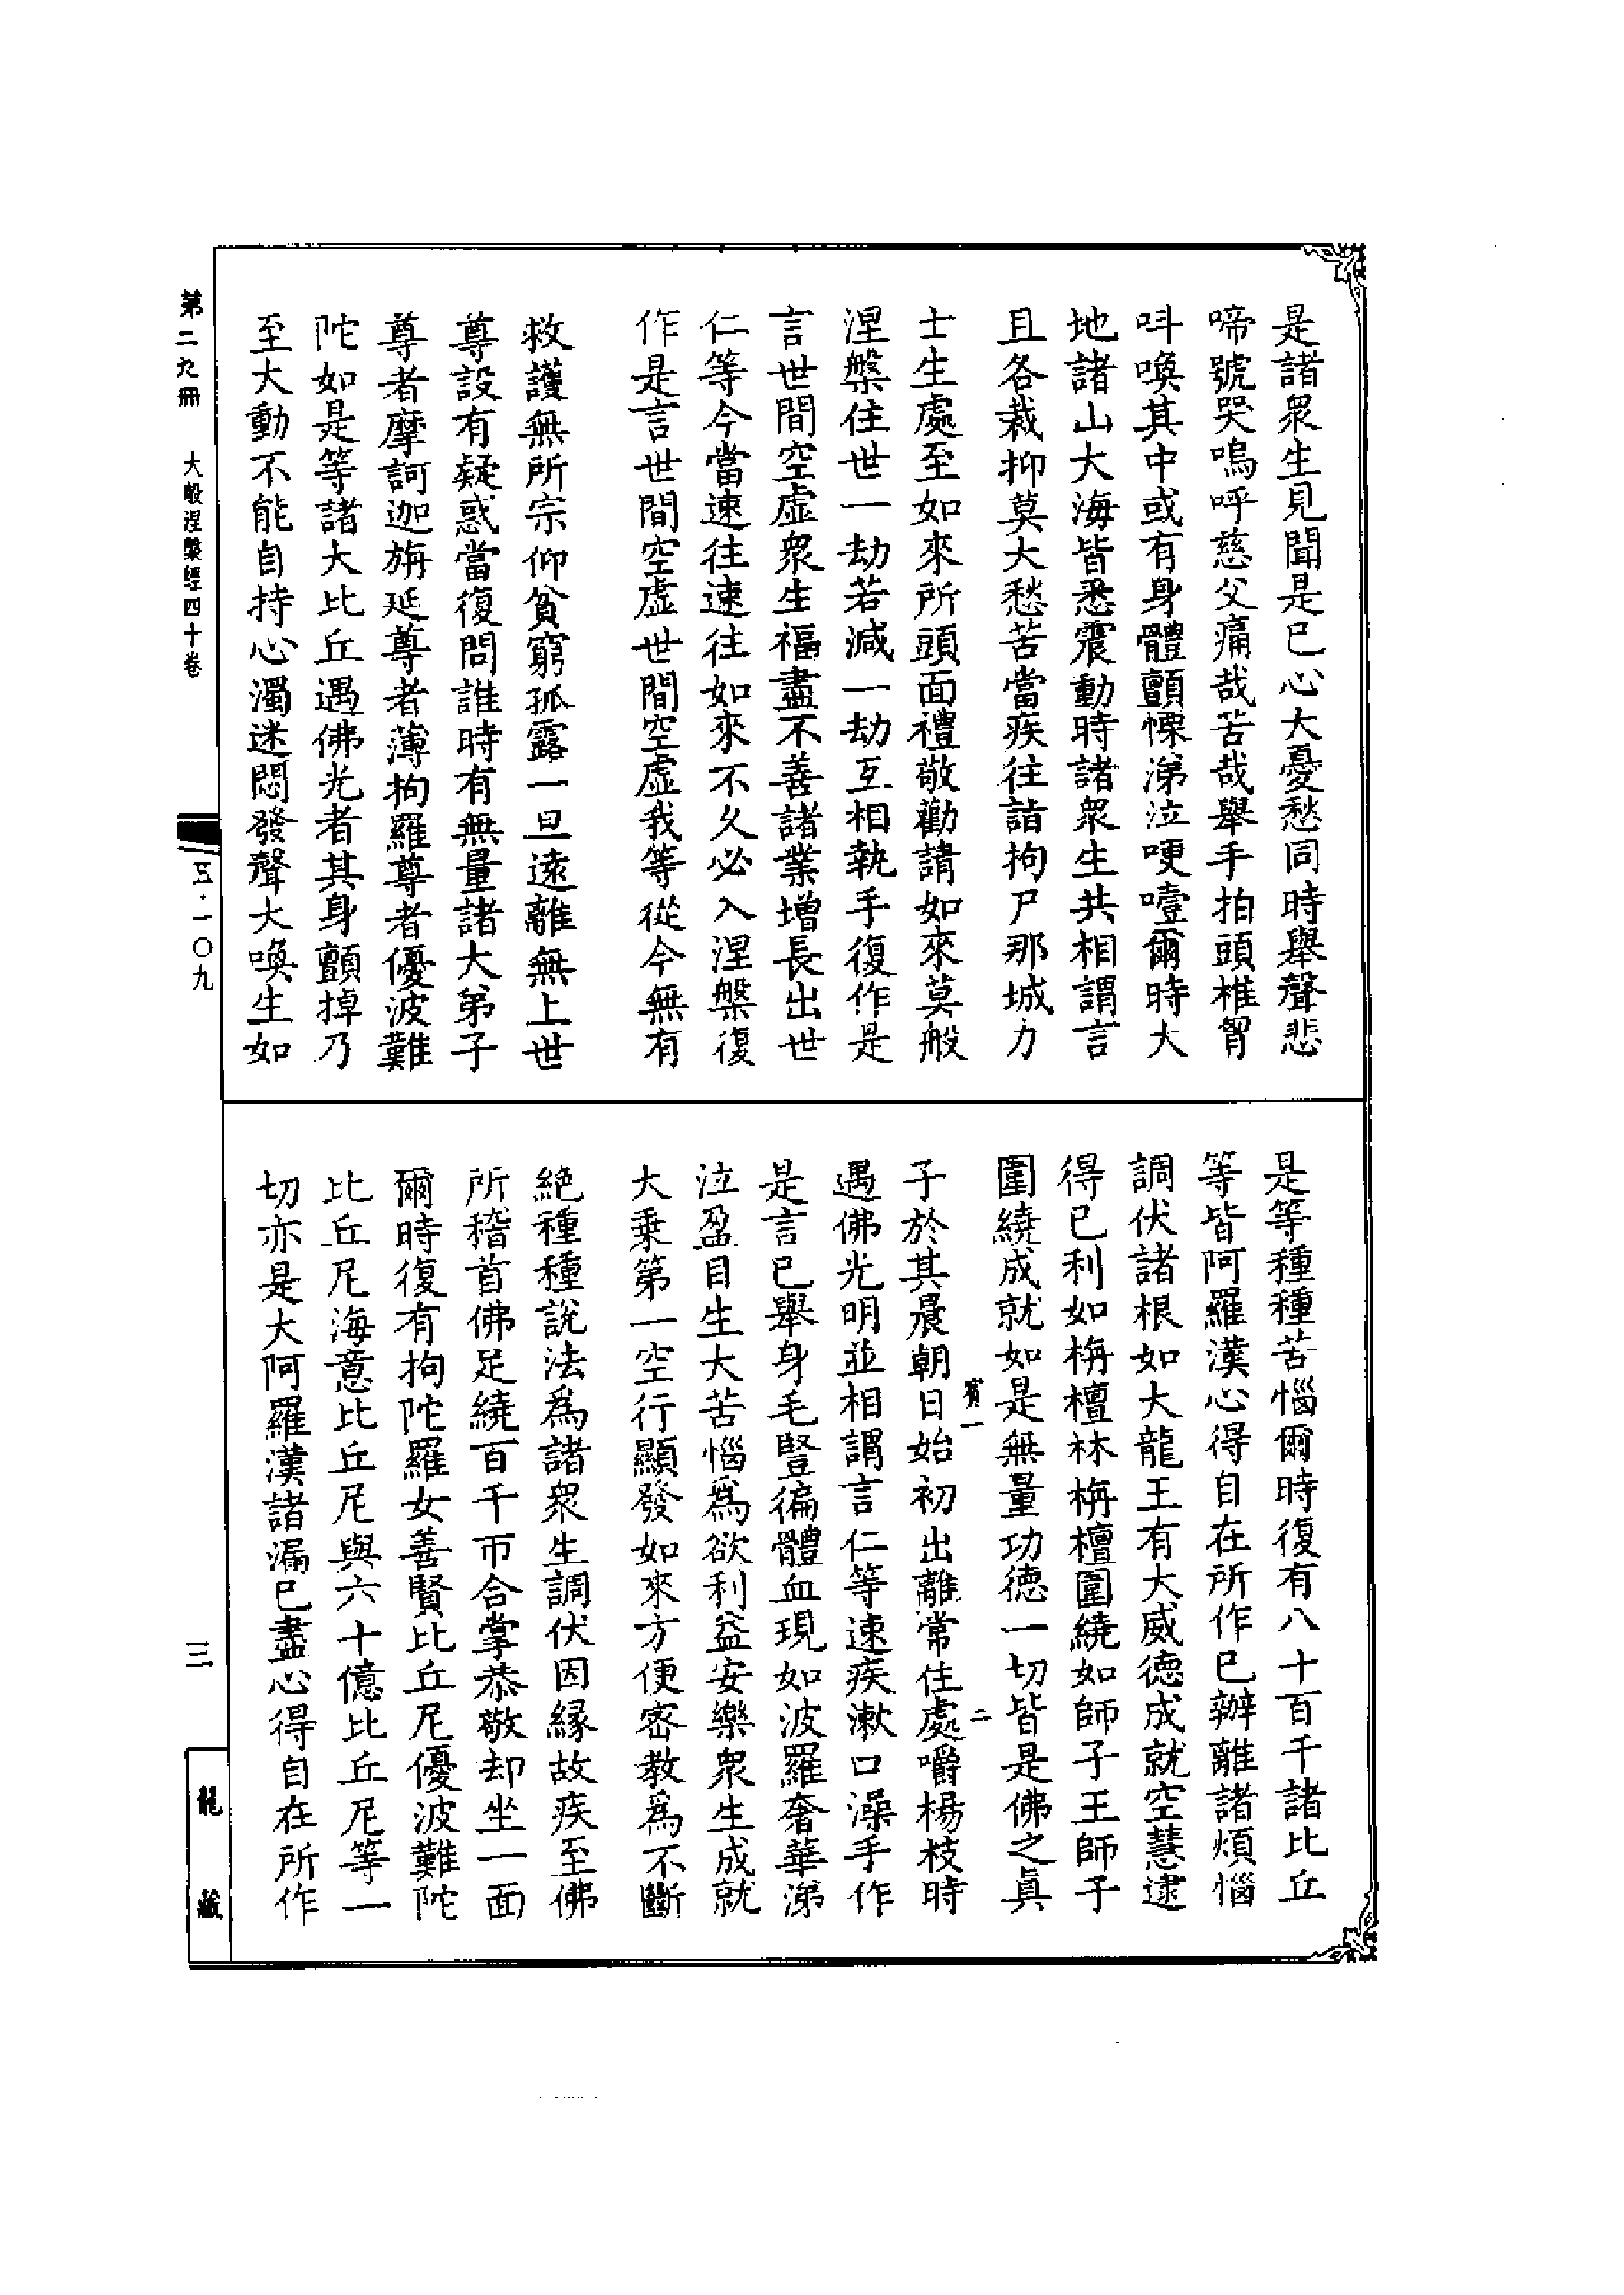 是諸衆生見聞是已心大憂愁同時舉聲悲
啼號哭嗚呼慈父痛哉苦哉舉手拍頭椎胷
呌喚其中或有身體顫慄涕泣哽噎爾時大
地諸山大海皆悉震動時諸衆生共相謂言
且各裁抑莫大愁苦當疾往詣拘尸那城力
士生處至如來所頭面禮敬勸請如來莫般
涅槃住世一劫若減一劫互相執手復作是
言世間空虛衆生福盡不善諸業增長出世
仁等今當速往速往如來不久必入涅槃復
作是言世間空虛世間空虛我等從今無有
救護無所宗仰貧窮孤露一旦遠離無上世
尊設有疑惑當復問誰時有無量諸大弟子
尊者摩訶迦旃延尊者薄拘羅尊者優波難
陀如是等諸大比丘遇佛光者其身顫掉乃
至大動不能自持心濁迷悶發聲大喚生如
是等種種苦惱爾時復有八十百千諸比丘
等皆阿羅漢心得自在所作已辦離諸煩惱
調伏諸根如大龍王有大威德成就空慧逮
得已利如栴檀林栴檀圍繞如師子王師子
圍繞成就如是無量功德一切皆是佛之眞
賓一 二
子於其晨朝日始初出離常住處嚼楊枝時
遇佛光明並相謂言仁等速疾漱口澡手作
是言已舉身毛豎徧體血現如波羅奢華涕
泣盈目生大苦惱爲欲利益安樂衆生成就
大乗第一空行顯發如來方便密教爲不斷
絶種種說法爲諸衆生調伏因緣故疾至佛
所稽首佛足繞百千帀合掌恭敬却坐一面
爾時復有拘陀羅女善賢比丘尼優波難陀
比丘尼海意比丘尼與六十億比丘尼等一
切亦是大阿羅漢諸漏已盡心得自在所作
第二九冊 大般涅槃經四十卷 五·一〇九
三 龍藏